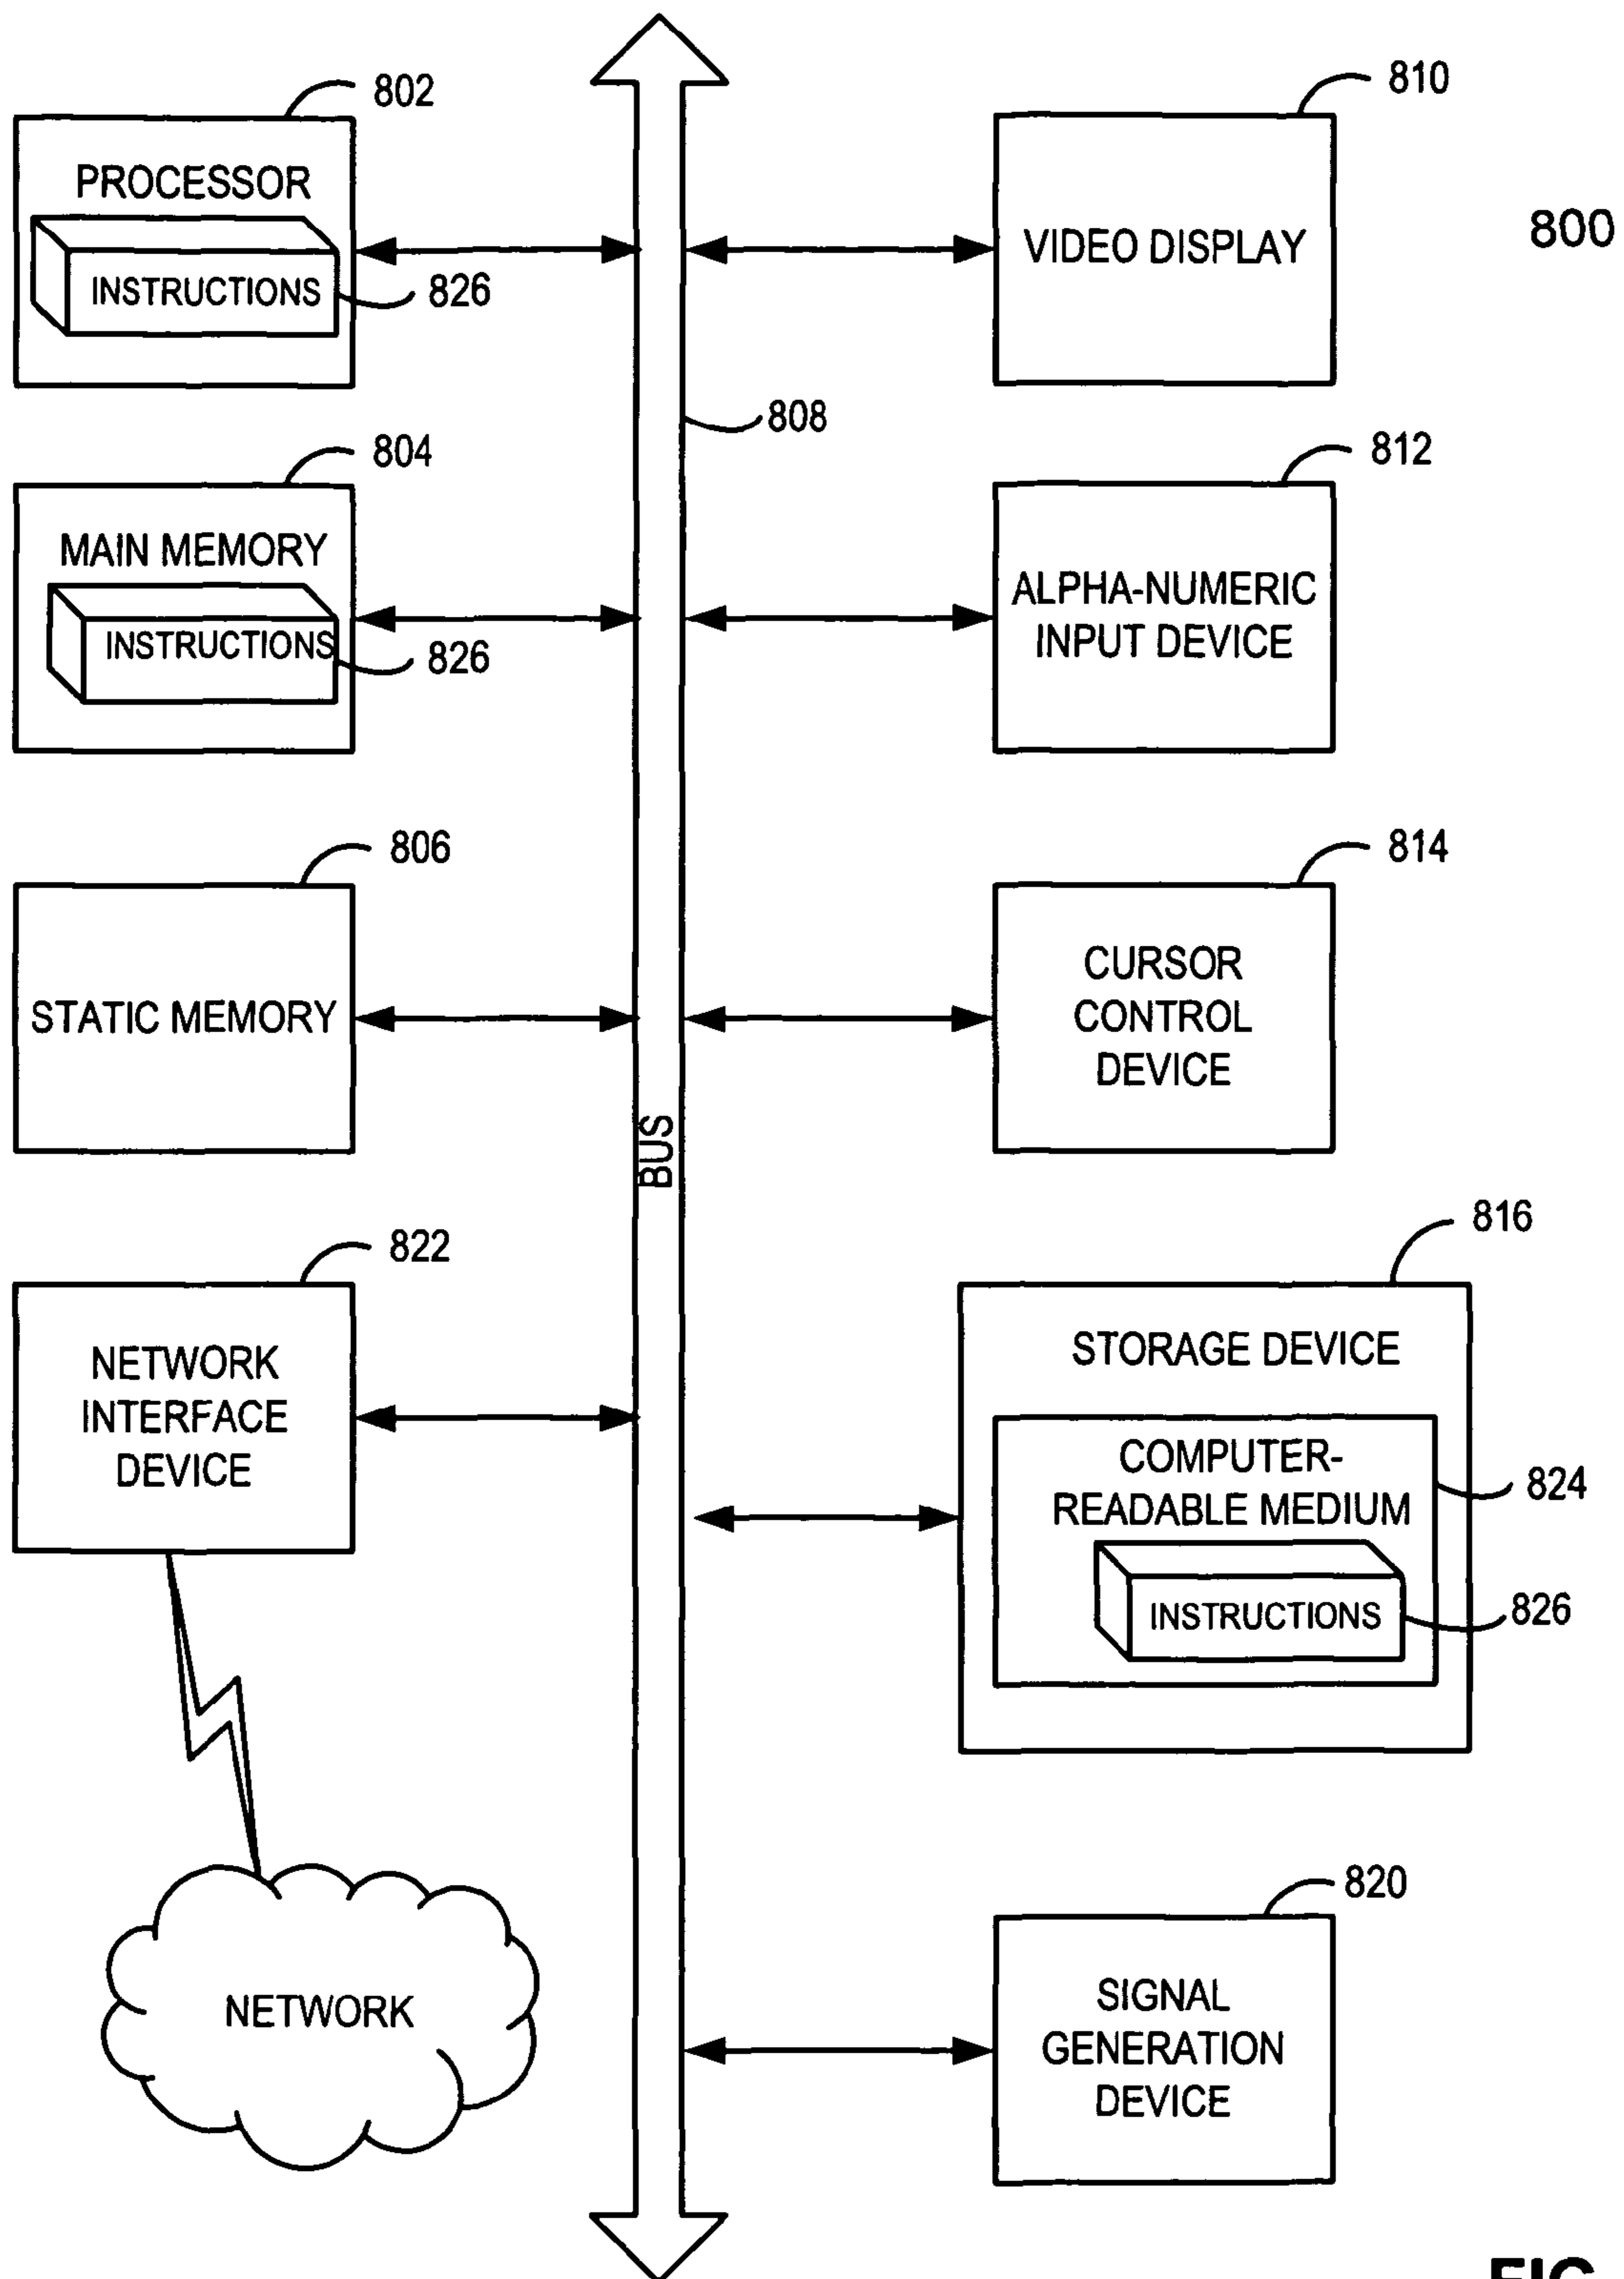 802
PROCESSOR
INSTRUCTIONS
826
810
VIDEO DISPLAY
800
808
804
MAIN MEMORY
INSTRUCTIONS
826
812
ALPHA-NUMERIC
INPUT DEVICE
806
STATIC MEMORY
814
CURSOR
CONTROL
DEVICE
BUS
822
NETWORK
INTERFACE
DEVICE
816
STORAGE DEVICE
COMPUTER-
READABLE MEDIUM
824
INSTRUCTIONS
826
NETWORK
820
SIGNAL
GENERATION
DEVICE
FIG